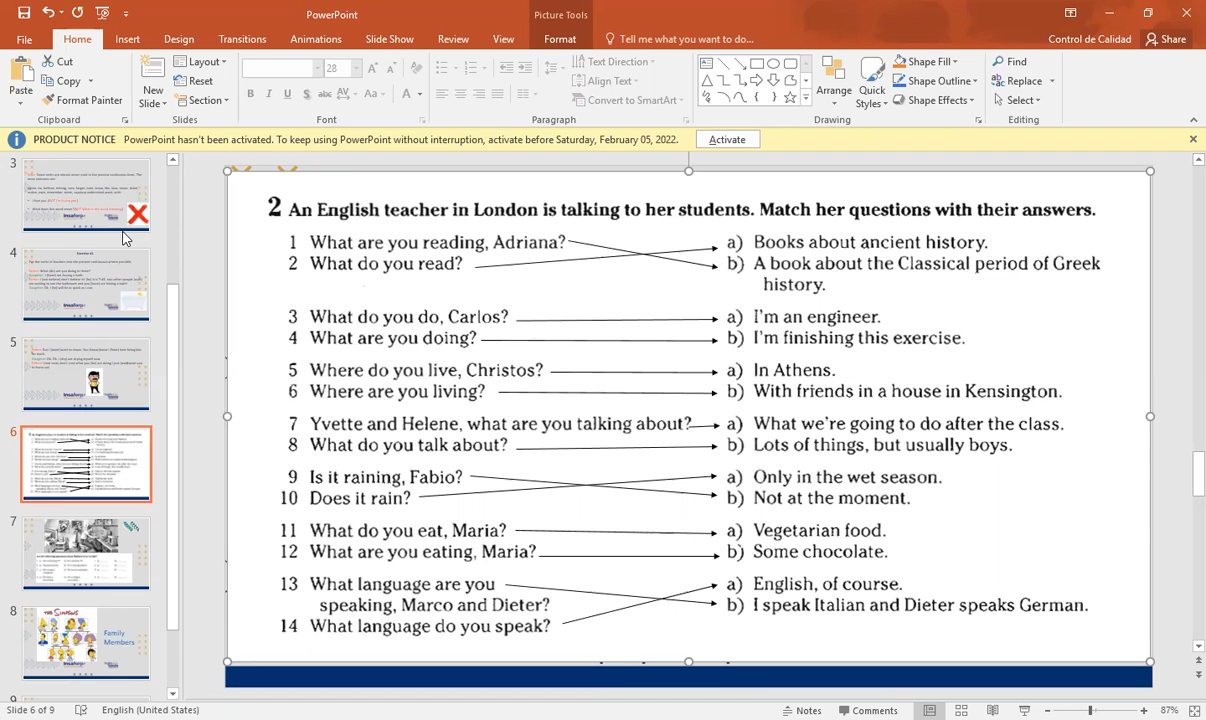 PowerPoint
Picture Tools
File
Home
Insert
Design
Transitions
Animations
Slide Show
Review
View
Format
Tell me what you want to do...
Control de Calidad
Share
Paste
Cut
Copy
Format Painter
Clipboard
New
Slide
Layout
Reset
Section
Slides
28
Font
Text Direction
Align Text
Convert to SmartArt
Paragraph
Arrange
Quick
Styles
Shape Fill
Shape Outline
Shape Effects
Drawing
Find
Replace
Select
Editing
PRODUCT NOTICE PowerPoint hasn't been activated. To keep using PowerPoint without interruption, activate before Saturday, February 05, 2022.
Activate
3
4
5
6
7
8
THE SIMPSONS
Family
Members
9
2 An English teacher in London is talking to her students. Match her questions with their answers.
1 What are you reading, Adriana? a) Books about ancient history.
2 What do you read? b) A book about the Classical period of Greek
history.
3 What do you do, Carlos? a) I'm an engineer.
4 What are you doing? b) I'm finishing this exercise.
5 Where do you live, Christos? a) In Athens.
6 Where are you living? b) With friends in a house in Kensington.
7 Yvette and Helene, what are you talking about? a) What we're going to do after the class.
8 What do you talk about? b) Lots of things, but usually boys.
9 Is it raining, Fabio? a) Only in the wet season.
10 Does it rain? b) Not at the moment.
11 What do you eat, Maria? a) Vegetarian food.
12 What are you eating, Maria? b) Some chocolate.
13 What language are you a) English, of course.
speaking, Marco and Dieter? b) I speak Italian and Dieter speaks German.
14 What language do you speak?
Slide 6 of 9
English (United States)
Notes
Comments
87%